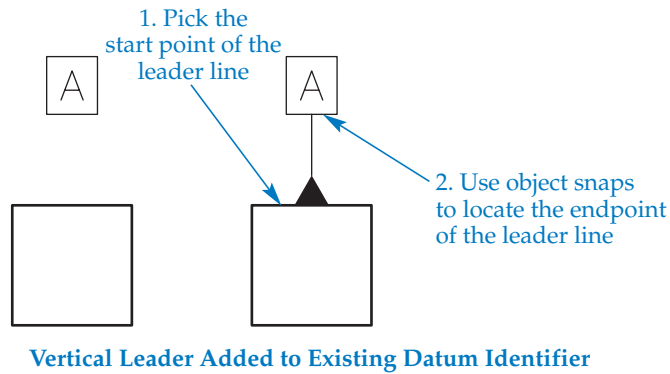 1. Pick the
start point of the
leader line
A
A
2. Use object snaps
to locate the endpoint
of the leader line
Vertical Leader Added to Existing Datum Identifier